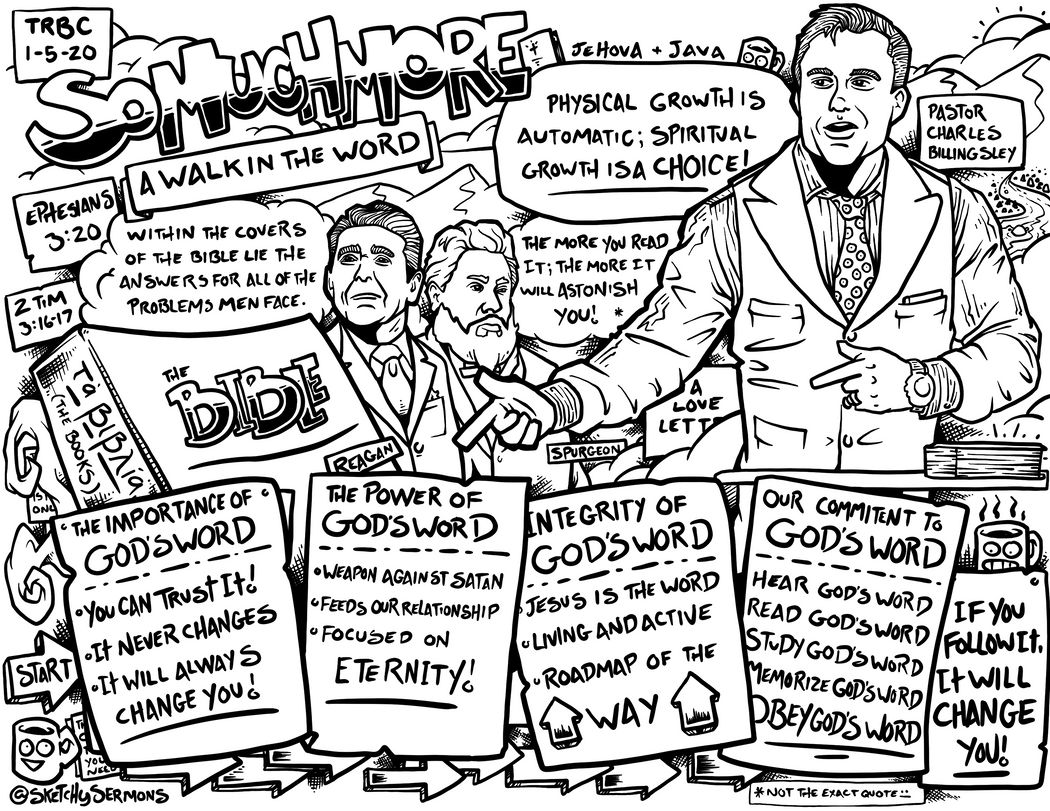 TRBC
1-5-20
SO MUCH MORE
A WALK IN THE WORD
JEHOVA + JAVA
PHYSICAL GROWTH IS
AUTOMATIC; SPIRITUAL
GROWTH IS A CHOICE!
PASTOR
CHARLES
BILLINGSLEY
EPHESIANS
3:20
2 TIM
3:16-17
WITHIN THE COVERS
OF THE BIBLE LIE THE
ANSWERS FOR ALL OF THE
PROBLEMS MEN FACE.
THE MORE YOU READ
IT; THE MORE IT
WILL ASTONISH
YOU! *
THE
BIBLE
Τά βιβλία
(THE BOOKS)
REAGAN
SPURGEON
A
LOVE
LETTE
1ST
ONE
• THE IMPORTANCE OF •
GOD'S WORD
• YOU CAN TRUST IT!
• IT NEVER CHANGES
• IT WILL ALWAYS
CHANGE YOU!
THE POWER OF
GOD'S WORD
• WEAPON AGAINST SATAN
• FEEDS OUR RELATIONSHIP
• FOCUSED ON
ETERNITY!
INTEGRITY OF
GOD'S WORD
• JESUS IS THE WORD
• LIVING AND ACTIVE
• ROADMAP OF THE
WAY
OUR COMMITENT TO
GOD'S WORD
HEAR GOD'S WORD
READ GOD'S WORD
STUDY GOD'S WORD
MEMORIZE GOD'S WORD
OBEY GOD'S WORD
IF YOU
FOLLOW IT,
IT WILL
CHANGE
YOU!
START
YOU
NEED
@SKETCHYSERMONS
* NOT THE EXACT QUOTE